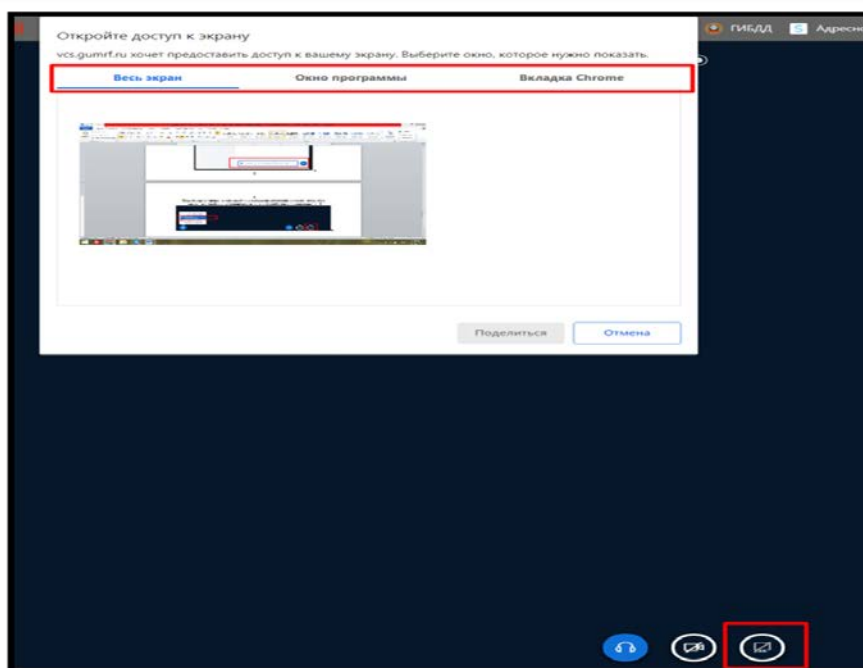 Откройте доступ к экрану
ГИБДД
Адресно
vcs.gumrf.ru хочет предоставить доступ к вашему экрану. Выберите окно, которое нужно показать.
Весь экран
Окно программы
Вкладка Chrome
Поделиться
Отмена